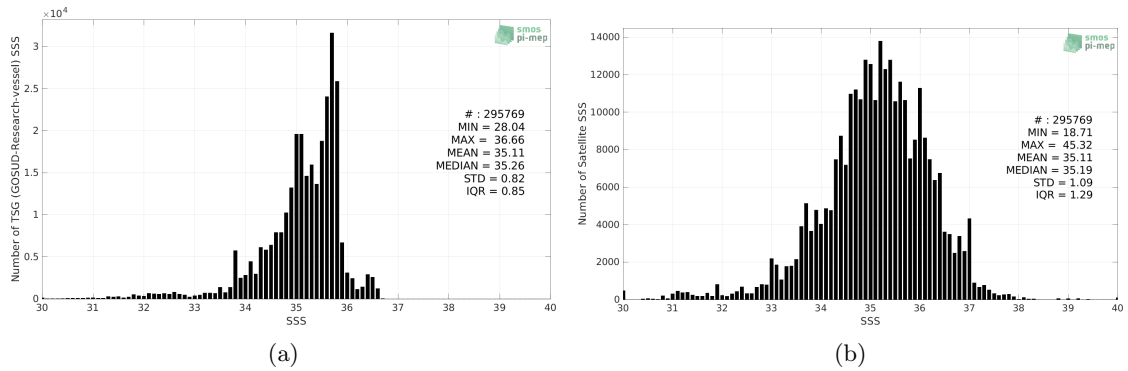 ×10^4
Number of TSG (GOSUD-Research-vessel) SSS
3
2.5
2
1.5
1
0.5
0
30 31 32 33 34 35 36 37 38 39 40
SSS
smos
pi-mep
# : 295769
MIN = 28.04
MAX = 36.66
MEAN = 35.11
MEDIAN = 35.26
STD = 0.82
IQR = 0.85
(a)
Number of Satellite SSS
14000
12000
10000
8000
6000
4000
2000
0
30 31 32 33 34 35 36 37 38 39 40
SSS
smos
pi-mep
# : 295769
MIN = 18.71
MAX = 45.32
MEAN = 35.11
MEDIAN = 35.19
STD = 1.09
IQR = 1.29
(b)